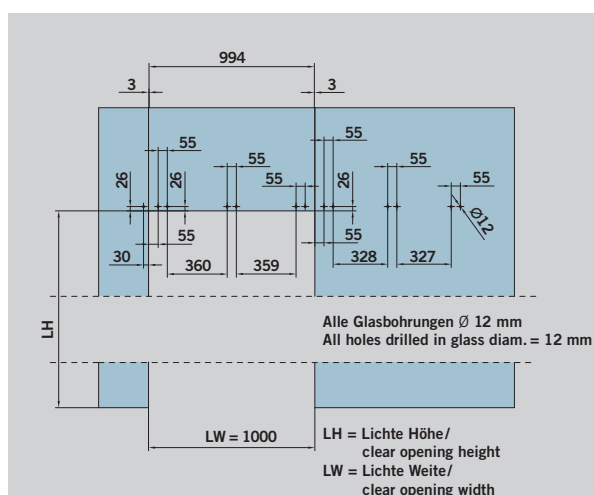 994
3 3
55 55
55 55 55
26 26 26
Ø12
55 55
30 360 359 328 327
LH
Alle Glasbohrungen Ø 12 mm
All holes drilled in glass diam. = 12 mm
LW = 1000
LH = Lichte Höhe/
clear opening height
LW = Lichte Weite/
clear opening width